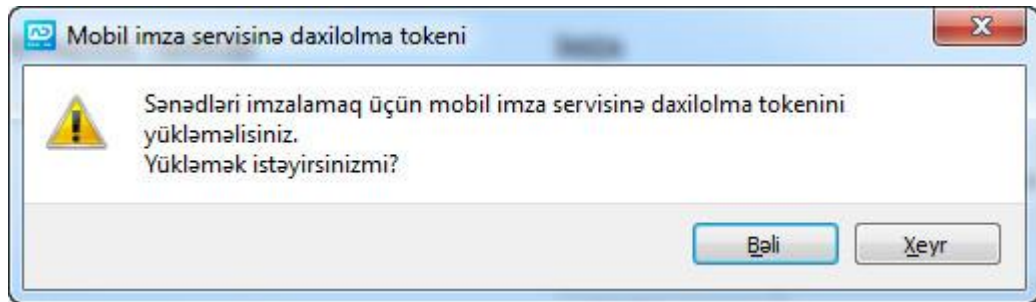 Mobil imza servisinə daxilolma tokeni
Sənədləri imzalamaq üçün mobil imza servisinə daxilolma tokenini
yükləməlisiniz.
Yükləmək istəyirsinizmi?
Bəli
Xeyr